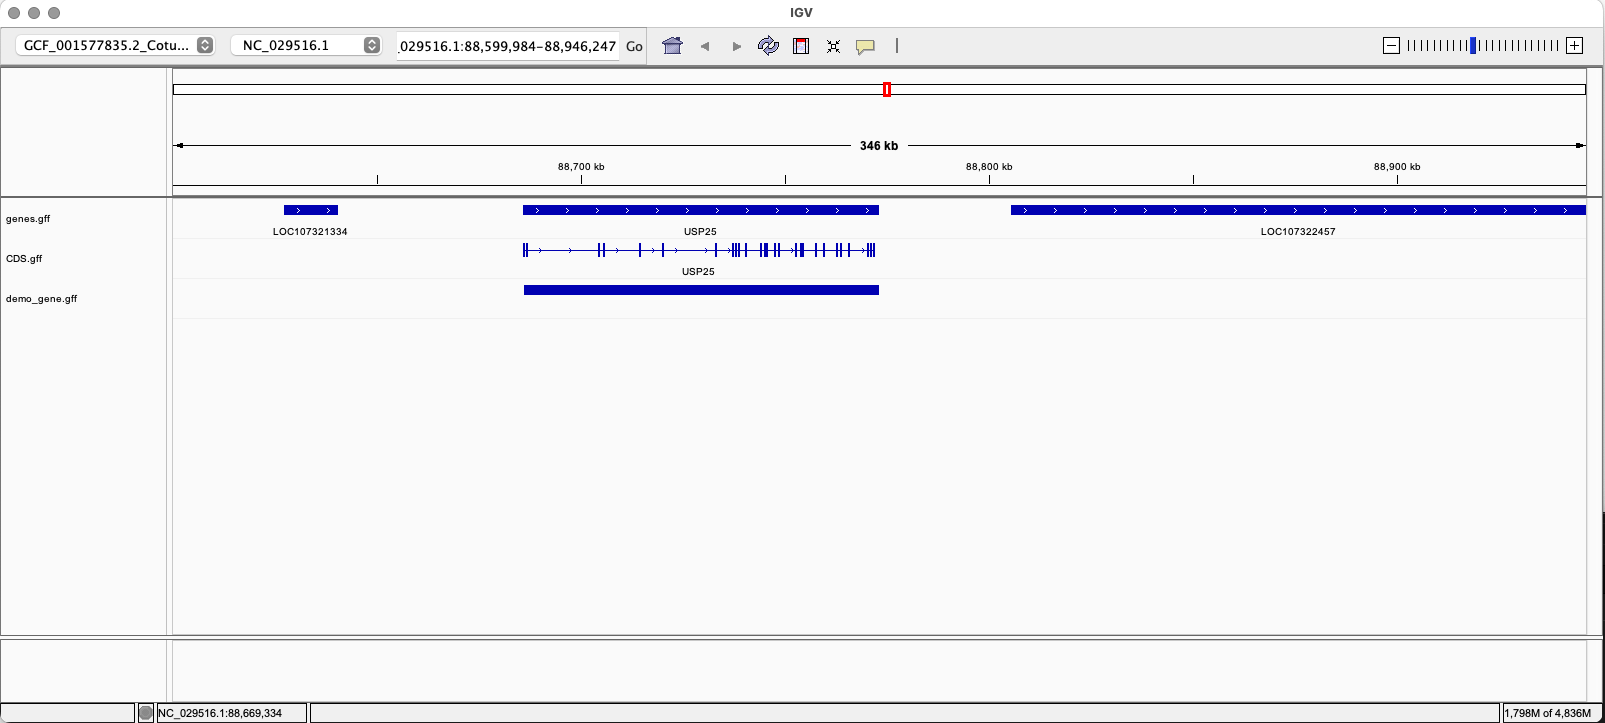 IGV
GCF_001577835.2_Cotu...
NC_029516.1
.029516.1:88,599,984-88,946,247
Go
346 kb
88,700 kb
88,800 kb
88,900 kb
genes.gff
LOC107321334
USP25
LOC107322457
CDS.gff
USP25
demo_gene.gff
NC_029516.1:88,669,334
1,798M of 4,836M